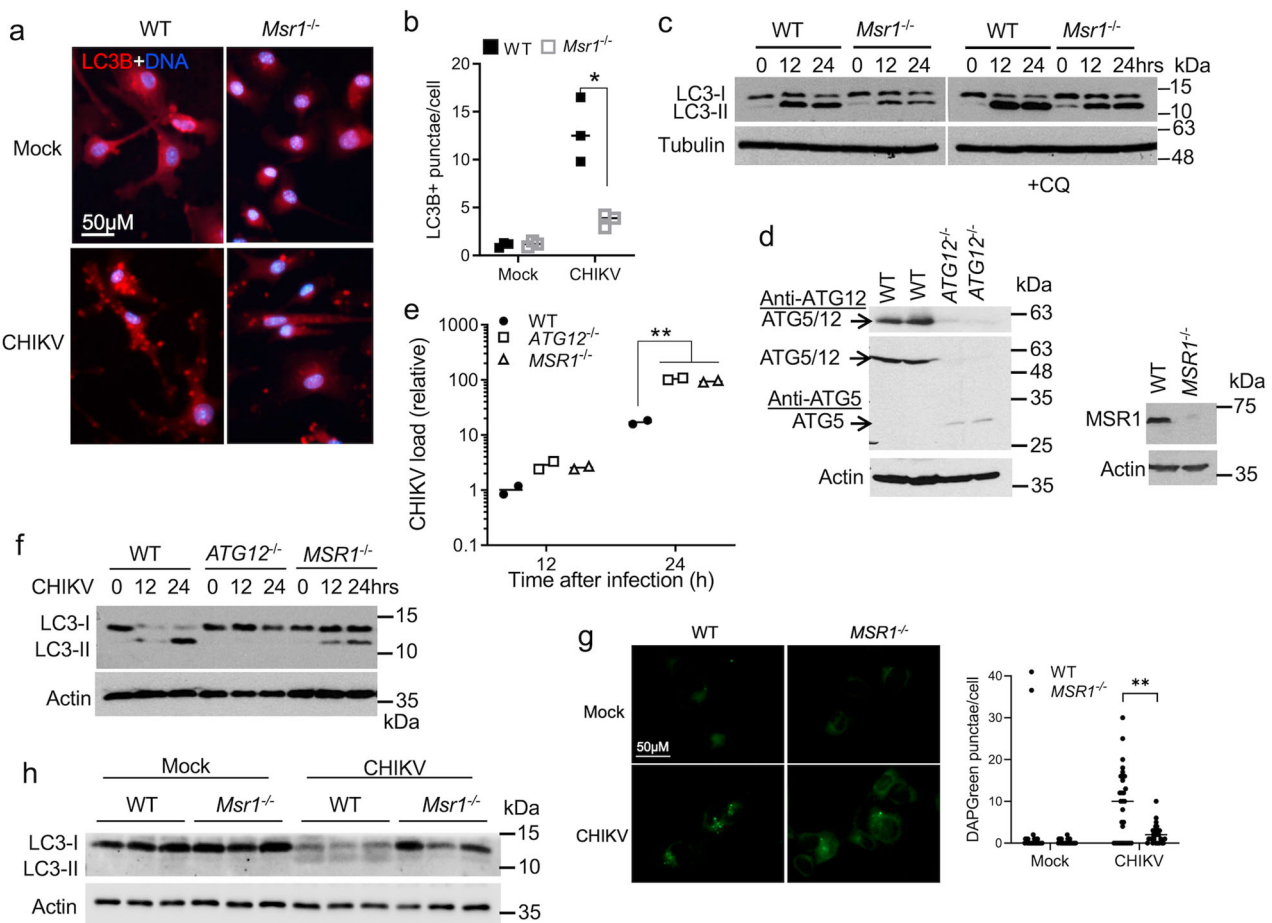 a
WT Msr1-/-
LC3B+DNA
Mock
50µM
CHIKV
b
WT Msr1-/-
LC3B+ punctae/cell
20
15
10
5
0
*
Mock CHIKV
c
WT Msr1-/- WT Msr1-/-
0 12 24 0 12 24 0 12 24 0 12 24hrs kDa
LC3-I
LC3-II
15
10
Tubulin
63
48
+CQ
d
WT WT ATG12-/- ATG12-/- kDa
Anti-ATG12
ATG5/12
63
ATG5/12
63
48
Anti-ATG5
35
ATG5
25
Actin
35
WT MSR1-/- kDa
75
MSR1
Actin
35
e
WT
ATG12-/-
MSR1-/-
**
CHIKV load (relative)
1000
100
10
1
0.1
12 24
Time after infection (h)
f
WT ATG12-/- MSR1-/-
CHIKV 0 12 24 0 12 24 0 12 24hrs
LC3-I
LC3-II
15
10
Actin
35
kDa
g
WT MSR1-/-
Mock
50µM
CHIKV
WT
MSR1-/-
**
DAPGreen punctae/cell
40
30
20
10
0
Mock CHIKV
h
Mock CHIKV
WT Msr1-/- WT Msr1-/- kDa
LC3-I
LC3-II
15
10
Actin
35